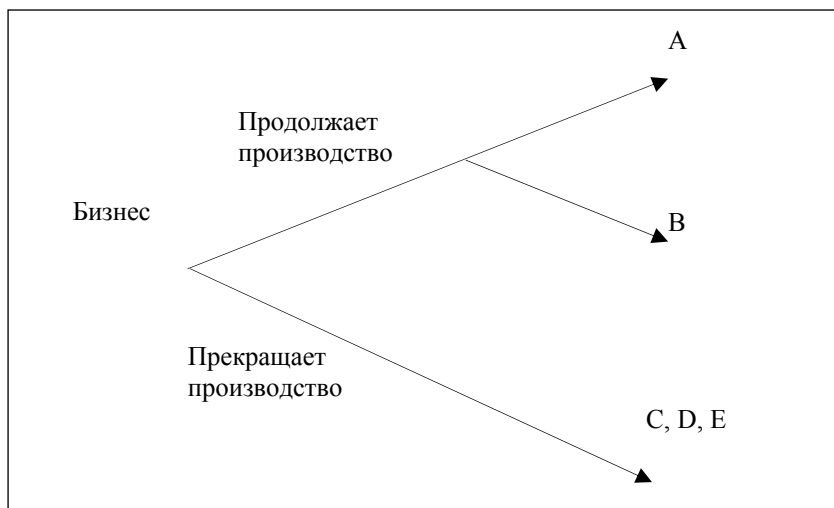 A
Продолжает
производство
Бизнес
B
Прекращает
производство
C, D, E